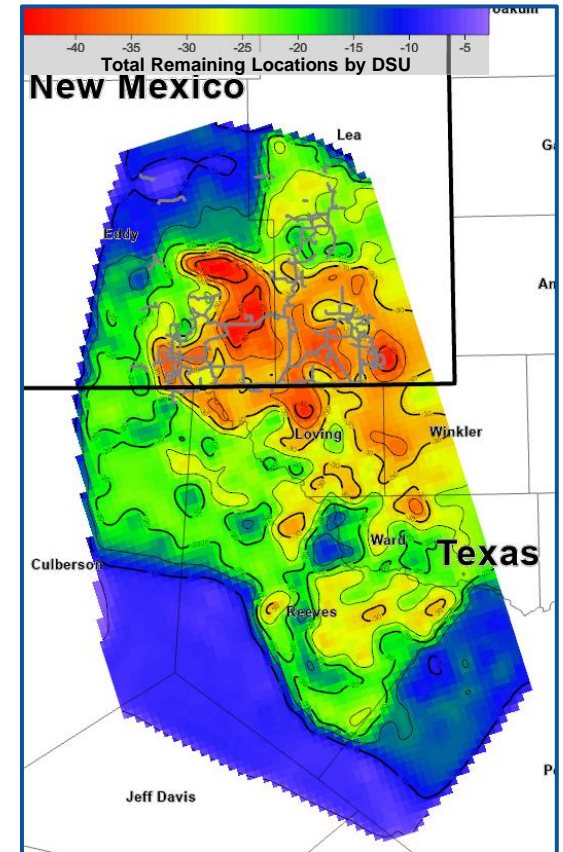 oakum
-40 -35 -30 -25 -20 -15 -10 -5
Total Remaining Locations by DSU
New Mexico
Lea
Ga
Eddy
An
Loving
Winkler
Ward
Texas
Culberson
Reeves
Jeff Davis